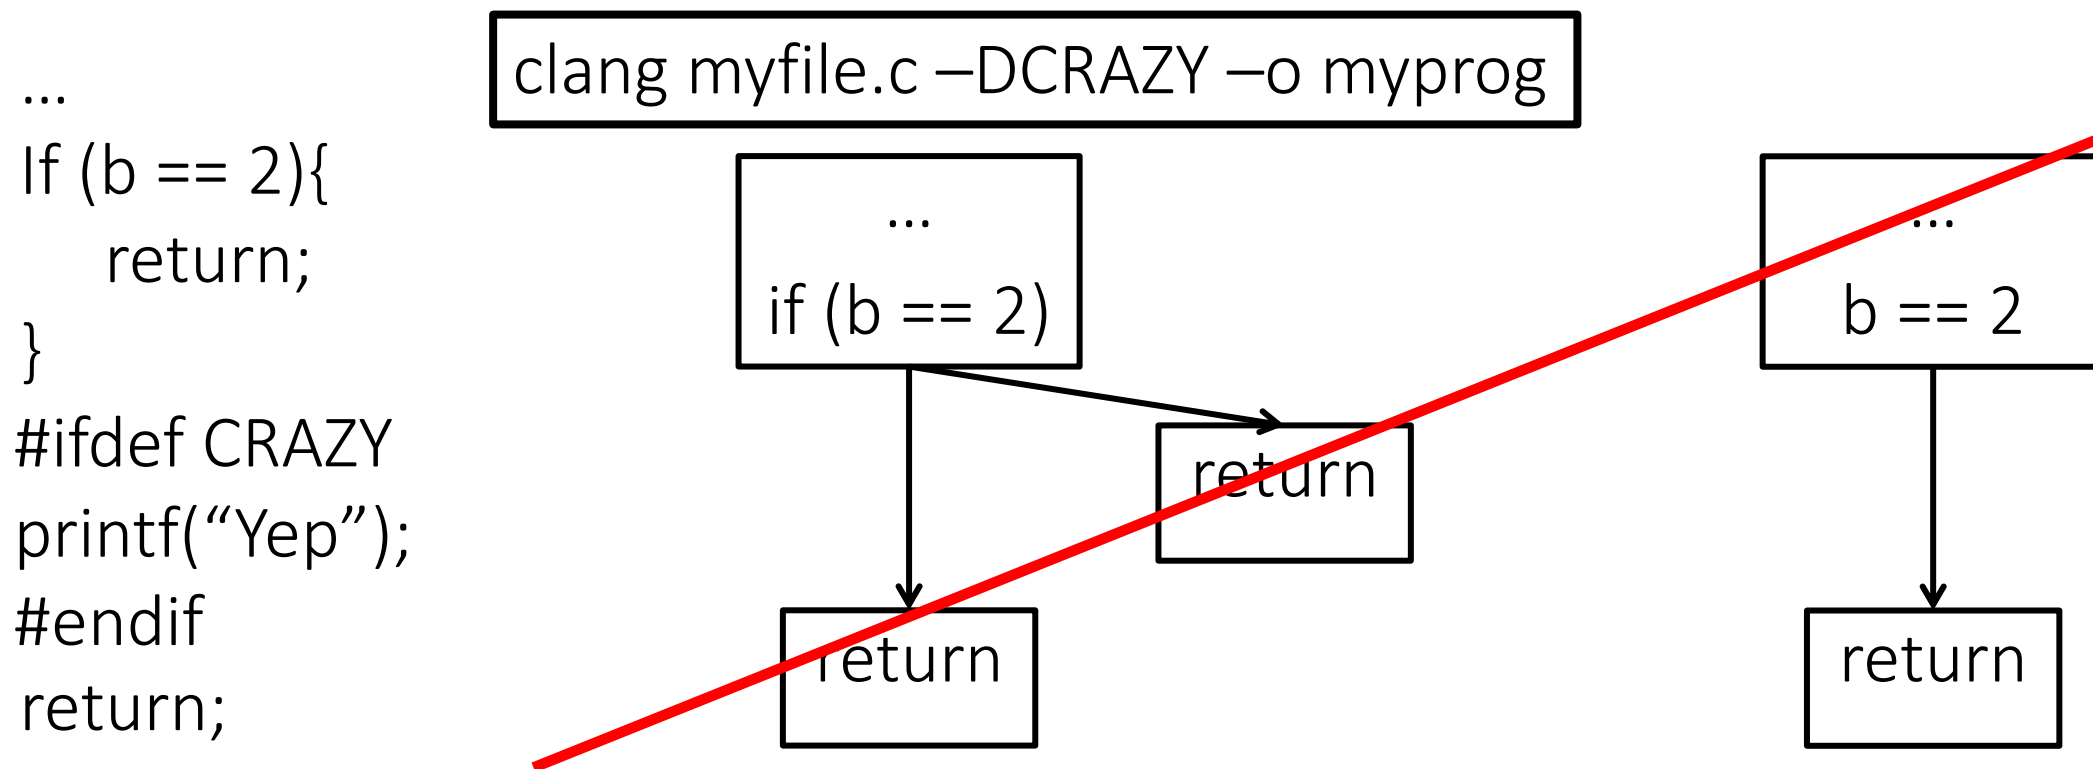 clang myfile.c –DCRAZY –o myprog
...
If (b == 2){
return;
}
#ifdef CRAZY
printf(“Yep”);
#endif
return;
...
if (b == 2)
return
return
...
b == 2
return